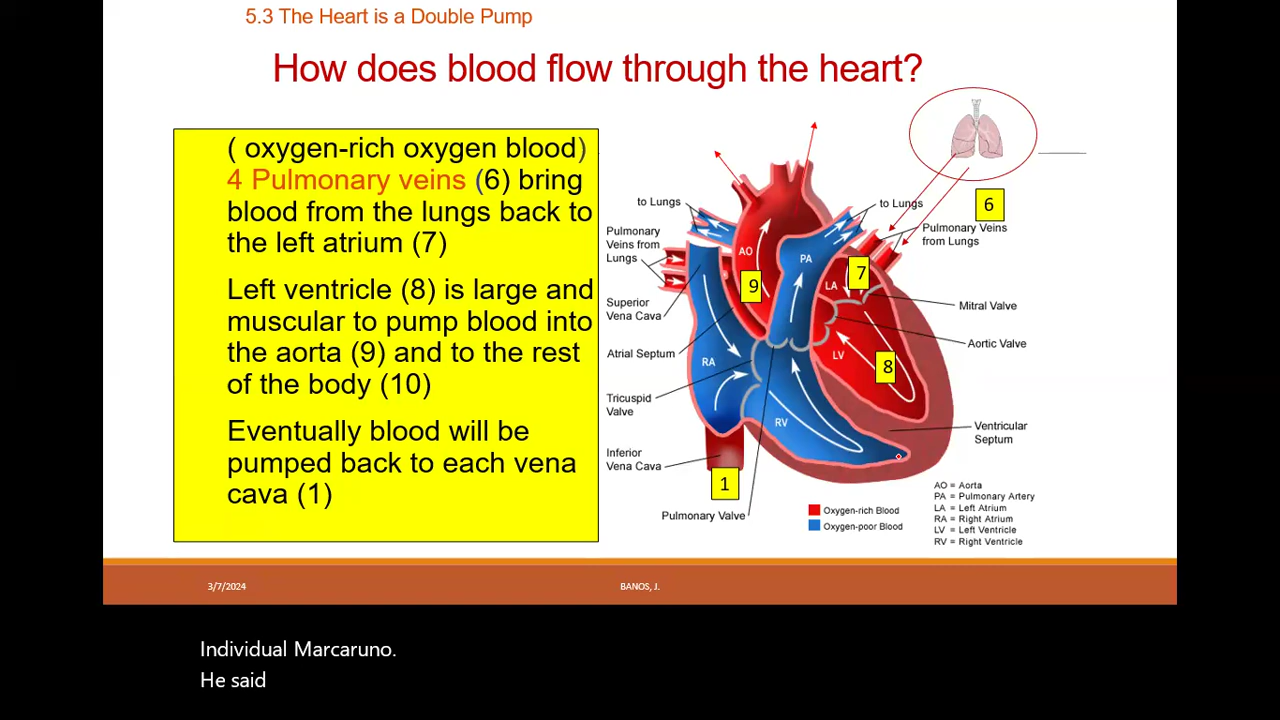 5.3 The Heart is a Double Pump
How does blood flow through the heart?
( oxygen-rich oxygen blood)
4 Pulmonary veins (6) bring
blood from the lungs back to
the left atrium (7)
Left ventricle (8) is large and
muscular to pump blood into
the aorta (9) and to the rest
of the body (10)
Eventually blood will be
pumped back to each vena
cava (1)
to Lungs
Pulmonary
Veins from
Lungs
Superior
Vena Cava
Atrial Septum
Tricuspid
Valve
Inferior
Vena Cava
Pulmonary Valve
to Lungs
6
Pulmonary Veins
from Lungs
Mitral Valve
Aortic Valve
Ventricular
Septum
AO
PA
LA
7
9
RA
LV
8
RV
1
Oxygen-rich Blood
Oxygen-poor Blood
AO = Aorta
PA = Pulmonary Artery
LA = Left Atrium
RA = Right Atrium
LV = Left Ventricle
RV = Right Ventricle
3/7/2024
BANOS, J.
Individual Marcaruno.
He said